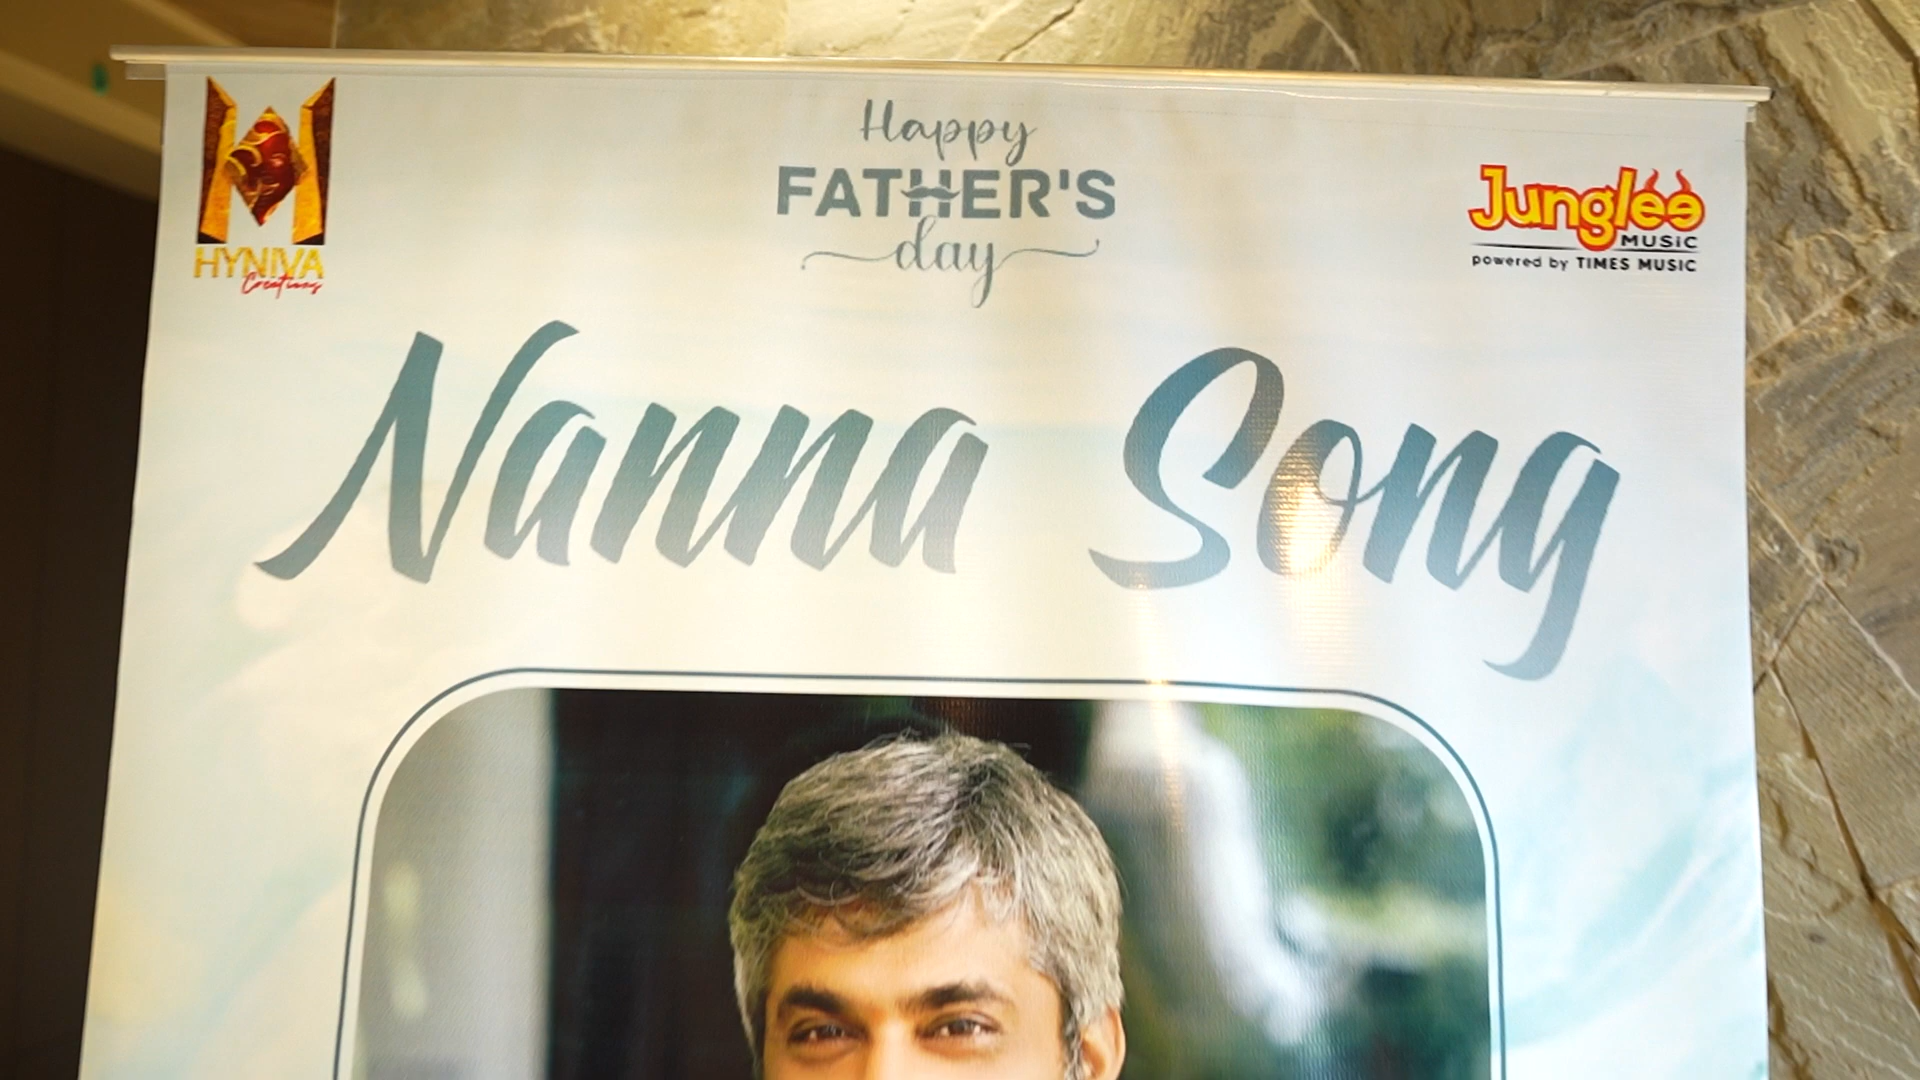 HYNIVA
Creations
Happy
FATHER'S
day
Junglee
MUSIC
powered by TIMES MUSIC
Nanna Song